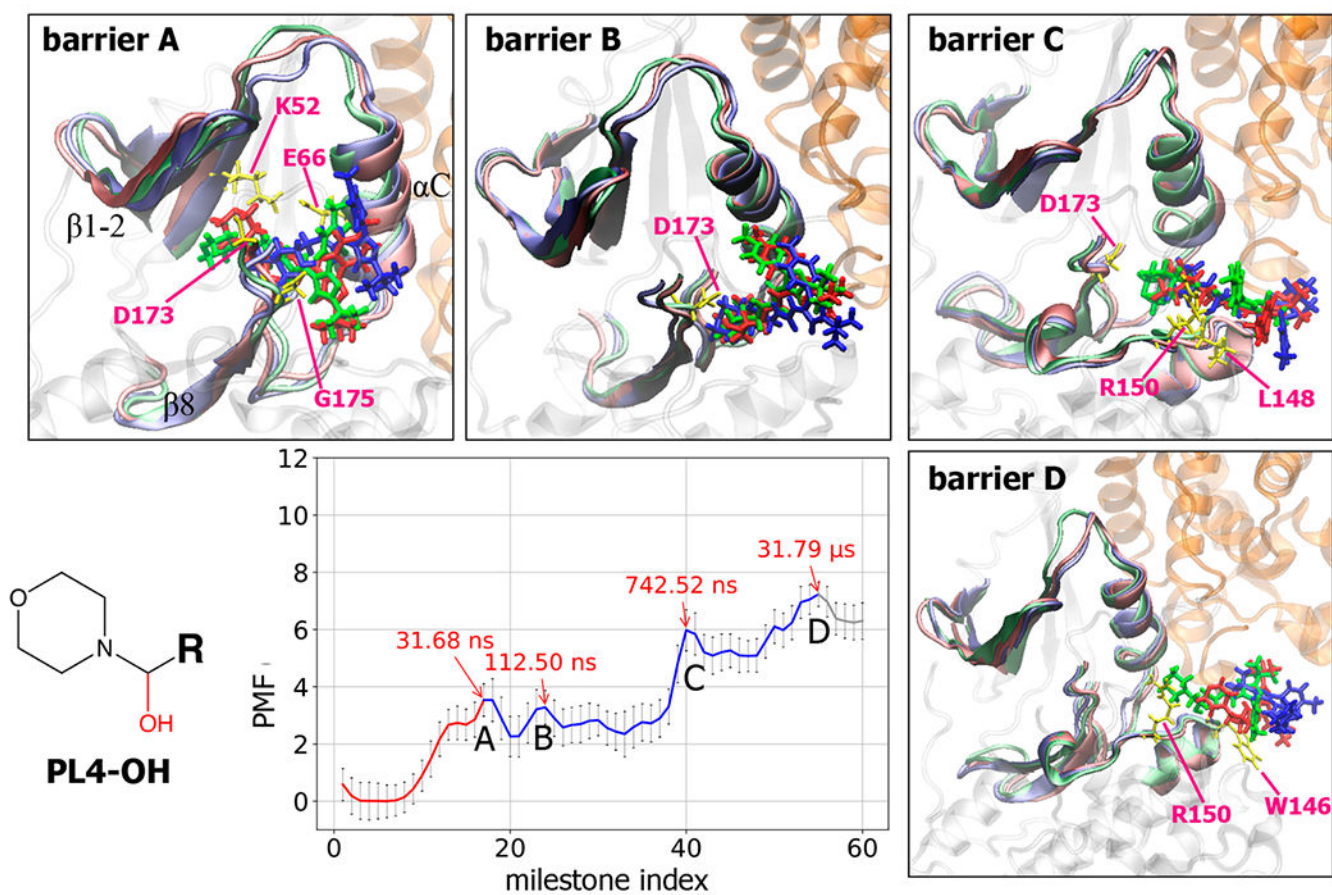 barrier A
K52
E66
αC
β1-2
D173
β8
G175
barrier B
D173
barrier C
D173
R150
L148
O
N
R
OH
PL4-OH
PMF
12
10
8
6
4
2
0
31.68 ns
112.50 ns
742.52 ns
31.79 μs
A
B
C
D
0
20
40
60
milestone index
barrier D
R150
W146